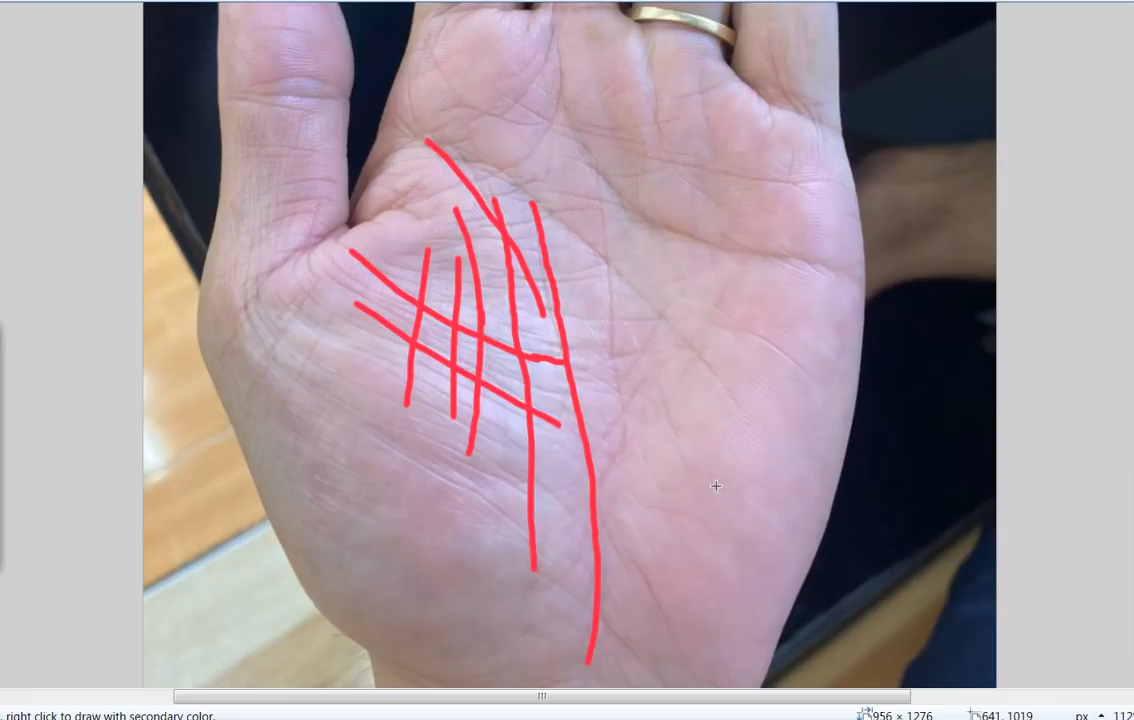 , right click to draw with secondary color.
956 × 1276
641, 1019
px